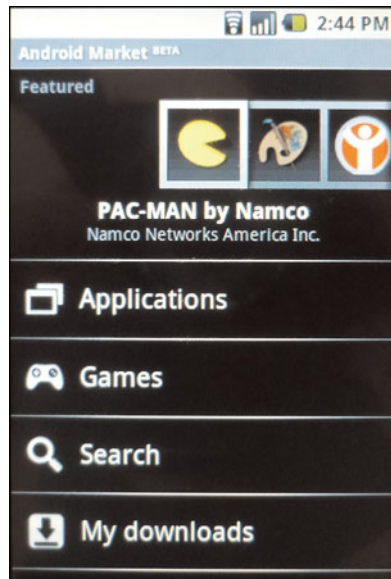 2:44 PM
Android Market BETA
Featured
PAC-MAN by Namco
Namco Networks America Inc.
Applications
Games
Search
My downloads